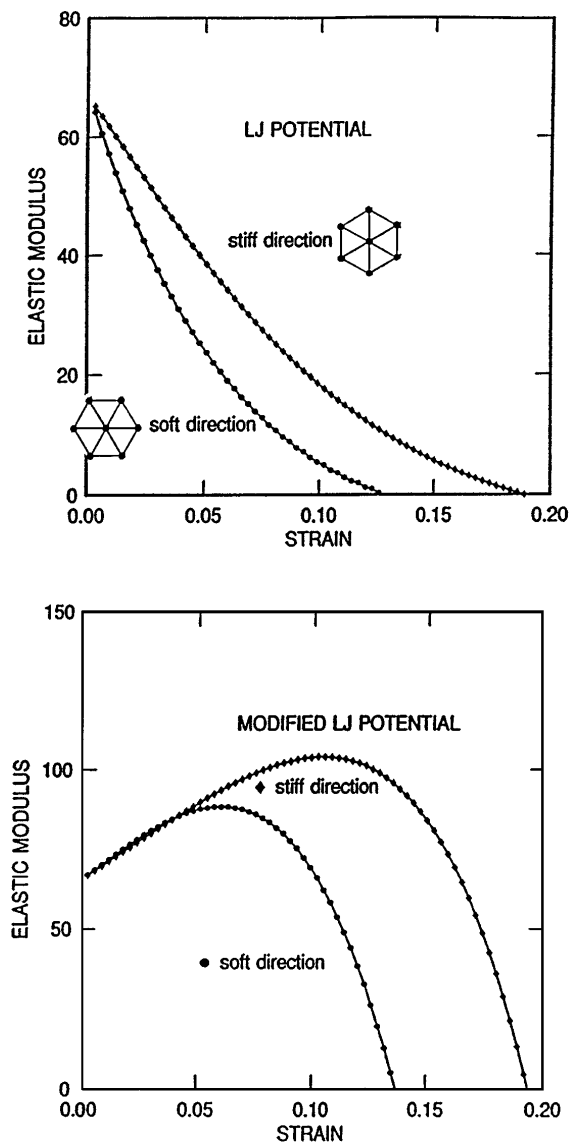 80
60
40
20
0
ELASTIC MODULUS
LJ POTENTIAL
stiff direction
soft direction
0.00 0.05 0.10 0.15 0.20
STRAIN
150
100
50
0
ELASTIC MODULUS
MODIFIED LJ POTENTIAL
stiff direction
soft direction
0.00 0.05 0.10 0.15 0.20
STRAIN